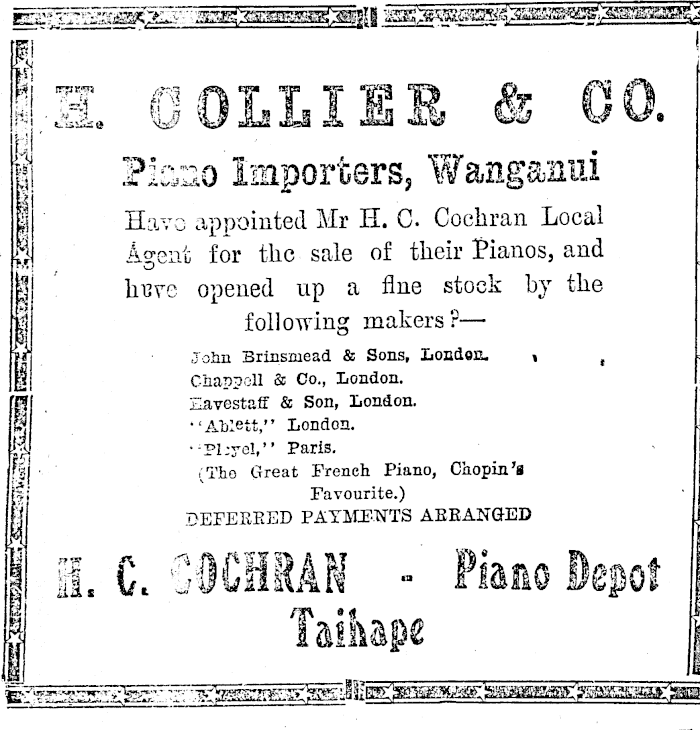 H. COLLIER & CO.
Piano Importers, Wanganui
Have appointed Mr H. C. Cochran Local
Agent for the sale of their Pianos, and
huve opened up a fine stock by the
following makers?—
John Brinsmead & Sons, London.
Chappell & Co., London.
Eavestaff & Son, London.
"Ablett," London.
"Pleyel," Paris.
(The Great French Piano, Chopin's
Favourite.)
DEFERRED PAYMENTS ARRANGED
H. C. COCHRAN - Piano Depot
Taihape